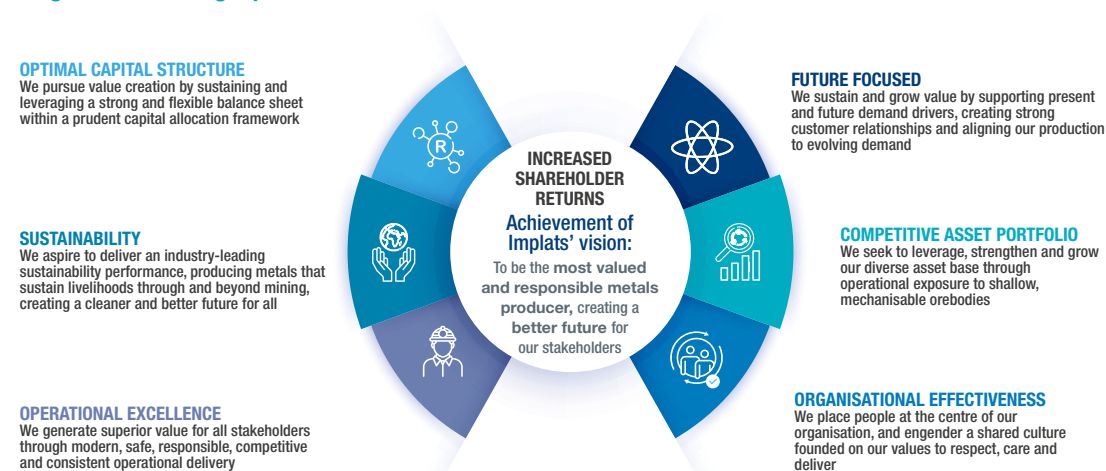 OPTIMAL CAPITAL STRUCTURE
We pursue value creation by sustaining and
leveraging a strong and flexible balance sheet
within a prudent capital allocation framework
SUSTAINABILITY
We aspire to deliver an industry-leading
sustainability performance, producing metals that
sustain livelihoods through and beyond mining,
creating a cleaner and better future for all
OPERATIONAL EXCELLENCE
We generate superior value for all stakeholders
through modern, safe, responsible, competitive
and consistent operational delivery
R
INCREASED
SHAREHOLDER
RETURNS
Achievement of
Implats' vision:
To be the most valued
and responsible metals
producer, creating a
better future for
our stakeholders
FUTURE FOCUSED
We sustain and grow value by supporting present
and future demand drivers, creating strong
customer relationships and aligning our production
to evolving demand
COMPETITIVE ASSET PORTFOLIO
We seek to leverage, strengthen and grow
our diverse asset base through
operational exposure to shallow,
mechanisable orebodies
ORGANISATIONAL EFFECTIVENESS
We place people at the centre of our
organisation, and engender a shared culture
founded on our values to respect, care and
deliver